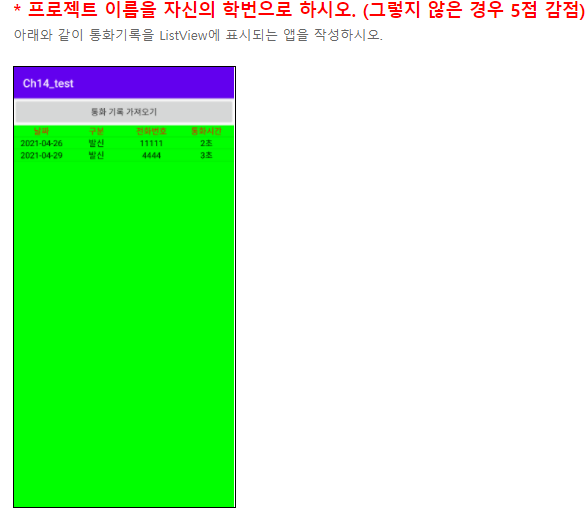 * 프로젝트 이름을 자신의 학번으로 하시오. (그렇지 않은 경우 5점 감점)
아래와 같이 통화기록을 ListView에 표시되는 앱을 작성하시오.
Ch14_test
통화 기록 가져오기
날짜 구분 전화번호 통화시간
2021-04-26 발신 11111 2초
2021-04-29 발신 4444 3초